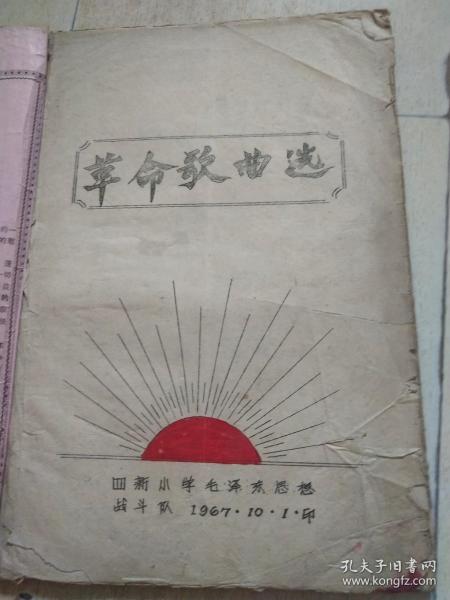 革命歌曲选
四新小学毛泽东思想
战斗队 1967·10·1·印
孔夫子旧书网
www.kongfz.com